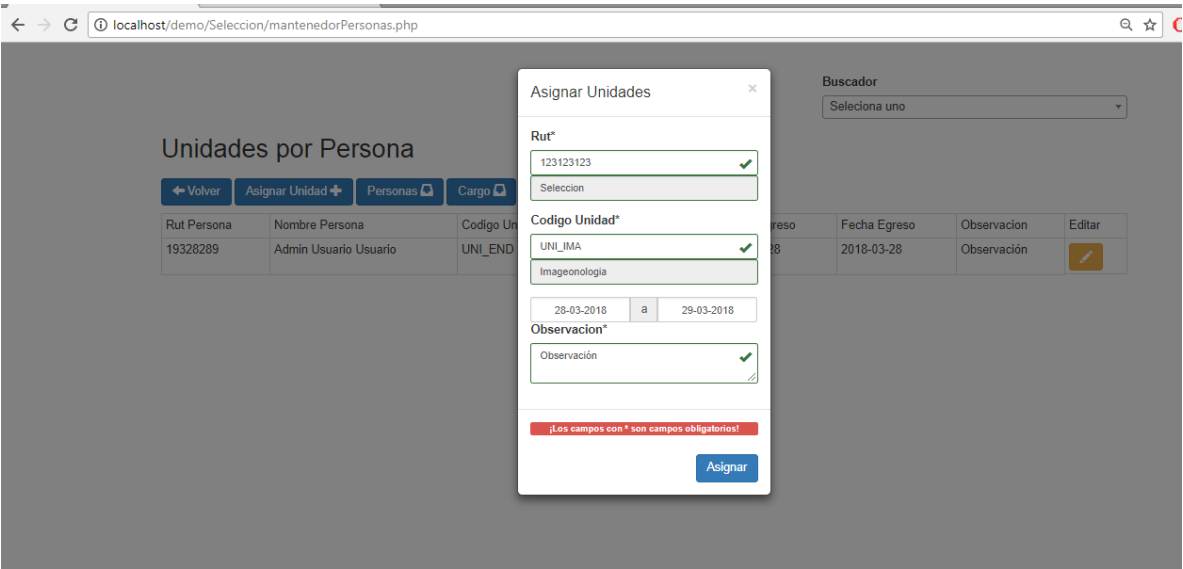 localhost/demo/Seleccion/mantenedorPersonas.php
Buscador
Seleciona uno
Unidades por Persona
Volver
Asignar Unidad
Personas
Cargo
Rut Persona
Nombre Persona
Codigo Un
greso
Fecha Egreso
Observacion
Editar
19328289
Admin Usuario Usuario
UNI_END
28
2018-03-28
Observación
Asignar Unidades
×
Rut*
123123123
Seleccion
Codigo Unidad*
UNI_IMA
Imageonologia
28-03-2018 a 29-03-2018
Observacion*
Observación
¡Los campos con * son campos obligatorios!
Asignar